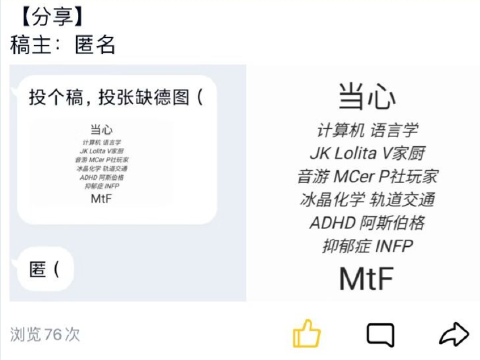 【分享】
稿主：匿名
投个稿，投张缺德图（
当心
计算机 语言学
JK Lolita V家厨
音游 MCer P社玩家
冰晶化学 轨道交通
ADHD 阿斯伯格
抑郁症 INFP
MtF
匿（
当心
计算机 语言学
JK Lolita V家厨
音游 MCer P社玩家
冰晶化学 轨道交通
ADHD 阿斯伯格
抑郁症 INFP
MtF
浏览76次